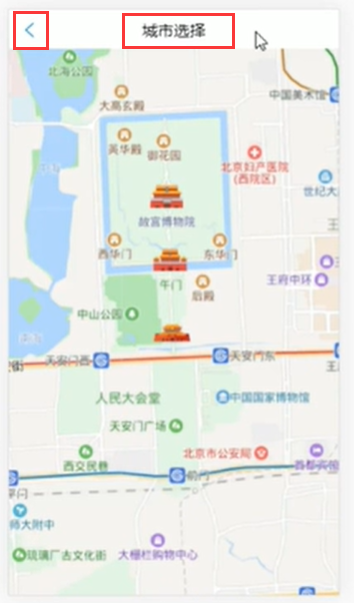 城市选择
北海公园
大高玄殿
中国美术馆
英华殿
御花园
北京妇产医院
(西院区)
世纪大
故宫博物院
西华门
东华门
午门
后殿
王府中环
中山公园
天安门西
天安门东
人民大会堂
中国国家博物馆
天安门广场
北京市公安局
西交民巷
首都宾馆
前门
师大附中
琉璃厂古文化街
大栅栏购物中心